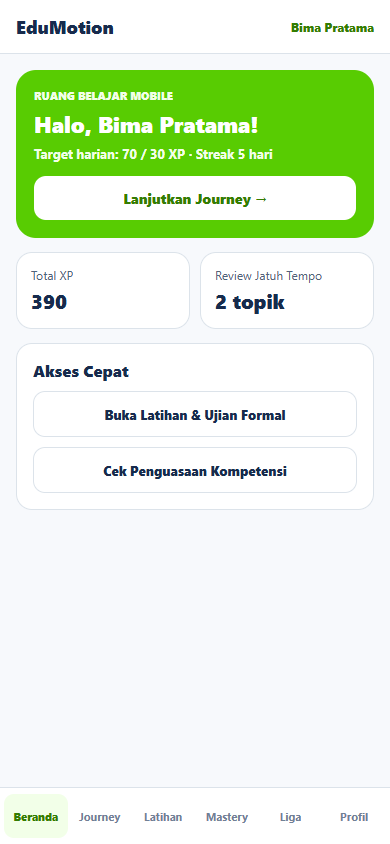 EduMotion
Bima Pratama
RUANG BELAJAR MOBILE
Halo, Bima Pratama!
Target harian: 70 / 30 XP · Streak 5 hari
Lanjutkan Journey →
Total XP
390
Review Jatuh Tempo
2 topik
Akses Cepat
Buka Latihan & Ujian Formal
Cek Penguasaan Kompetensi
Beranda
Journey
Latihan
Mastery
Liga
Profil